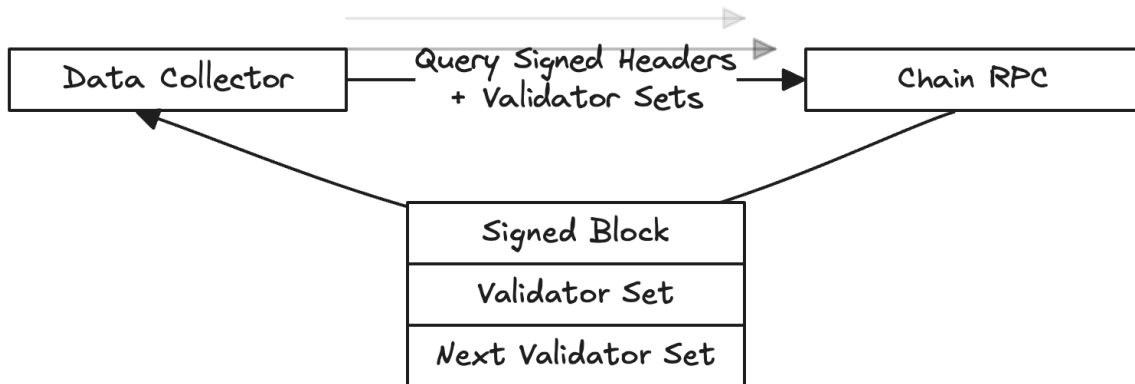 Data Collector
Query Signed Headers
+ Validator Sets
Chain RPC
Signed Block
Validator Set
Next Validator Set